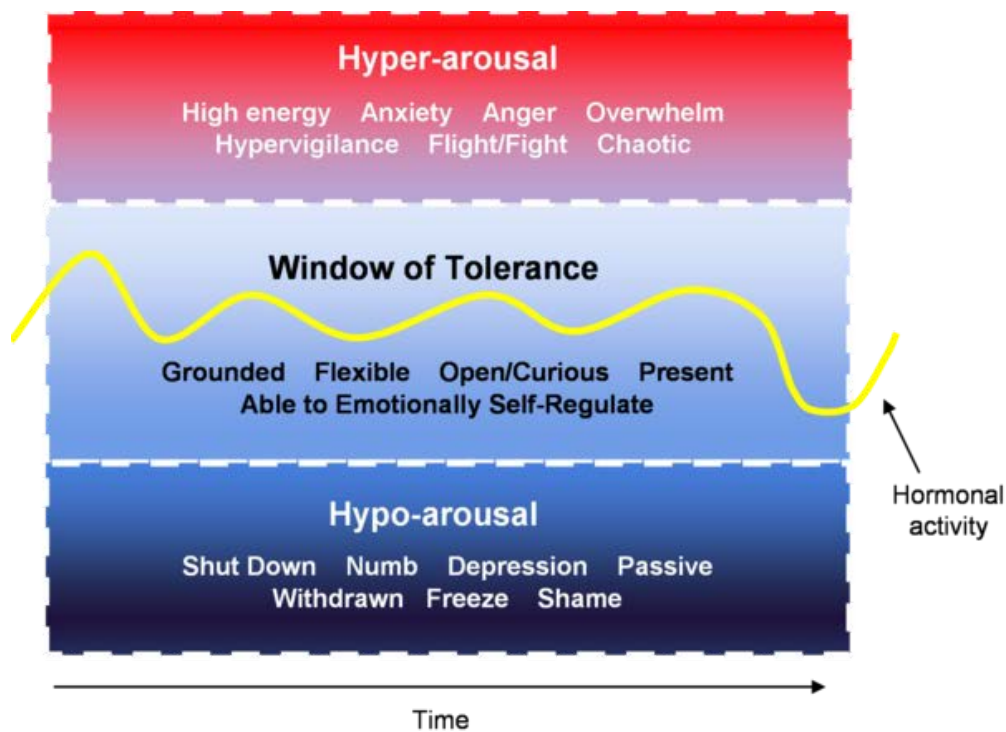 Hyper-arousal
High energy Anxiety Anger Overwhelm
Hypervigilance Flight/Fight Chaotic
Window of Tolerance
Grounded Flexible Open/Curious Present
Able to Emotionally Self-Regulate
Hypo-arousal
Shut Down Numb Depression Passive
Withdrawn Freeze Shame
Hormonal
activity
Time